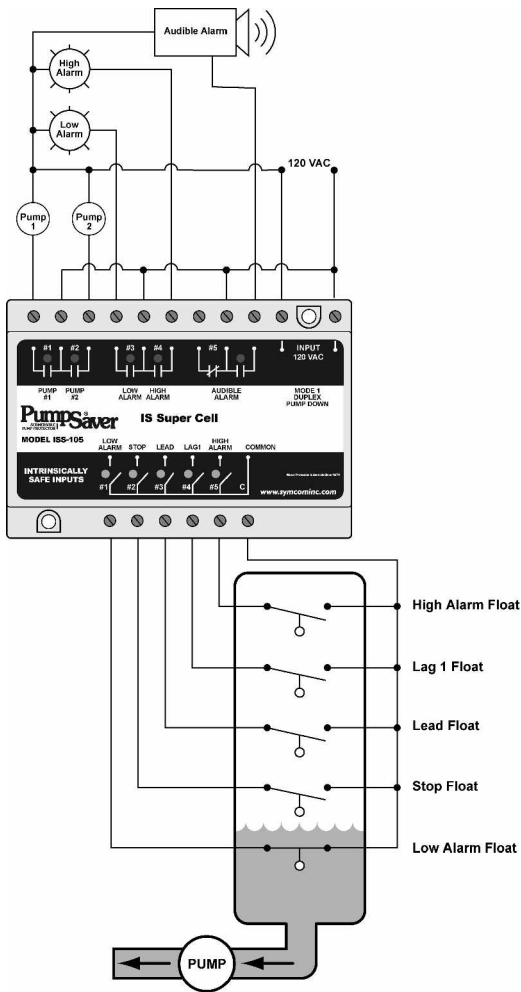 Audible Alarm
High
Alarm
Low
Alarm
120 VAC
Pump
1
Pump
2
#1 #2 #3 #4 #5 INPUT
120 VAC
PUMP
#1
PUMP
#2
LOW
ALARM
HIGH
ALARM
AUDIBLE
ALARM
MODE 1
DUPLEX
PUMP DOWN
PumpSaver®
SUBMERSIBLE
PUMP PROTECTOR
IS Super Cell
MODEL ISS-105
LOW
ALARM
STOP
LEAD
LAG1
HIGH
ALARM
COMMON
INTRINSICALLY
SAFE INPUTS
#1 #2 #3 #4 #5 C
www.symcominc.com
High Alarm Float
Lag 1 Float
Lead Float
Stop Float
Low Alarm Float
PUMP